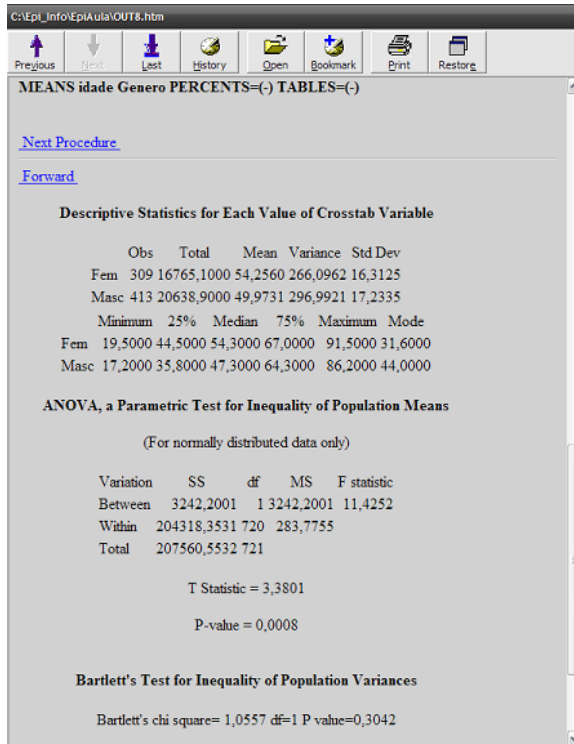 C:\Epi_Info\EpiAula\OUT8.htm
Previous Next Last History Open Bookmark Print Restore
MEANS idade Genero PERCENTS=(-) TABLES=(-)
Next Procedure
Forward
Descriptive Statistics for Each Value of Crosstab Variable
Obs Total Mean Variance Std Dev
Fem 309 16765,1000 54,2560 266,0962 16,3125
Masc 413 20638,9000 49,9731 296,9921 17,2335
Minimum 25% Median 75% Maximum Mode
Fem 19,5000 44,5000 54,3000 67,0000 91,5000 31,6000
Masc 17,2000 35,8000 47,3000 64,3000 86,2000 44,0000
ANOVA, a Parametric Test for Inequality of Population Means
(For normally distributed data only)
Variation SS df MS F statistic
Between 3242,2001 1 3242,2001 11,4252
Within 204318,3531 720 283,7755
Total 207560,5532 721
T Statistic = 3,3801
P-value = 0,0008
Bartlett's Test for Inequality of Population Variances
Bartlett's chi square= 1,0557 df=1 P value=0,3042